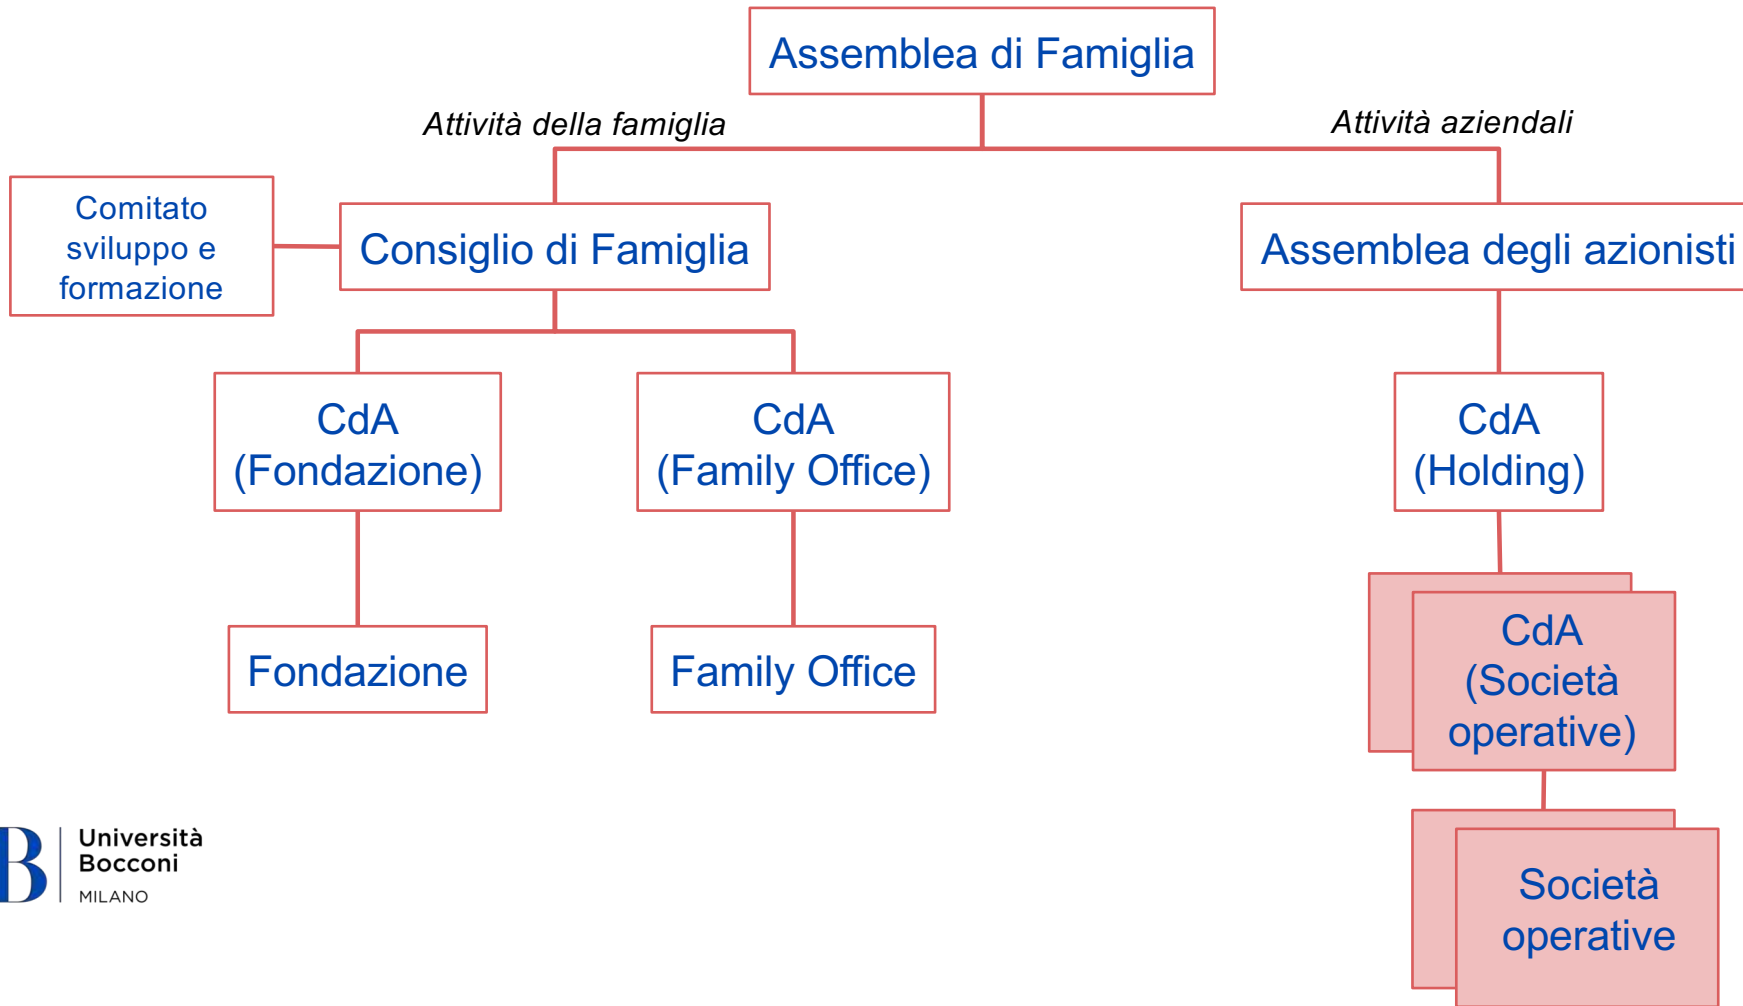 Assemblea di Famiglia
Attività della famiglia
Attività aziendali
Comitato
sviluppo e
formazione
Consiglio di Famiglia
Assemblea degli azionisti
CdA
(Fondazione)
CdA
(Family Office)
CdA
(Holding)
Fondazione
Family Office
CdA
(Società
operative)
Società
operative
B
Università
Bocconi
MILANO